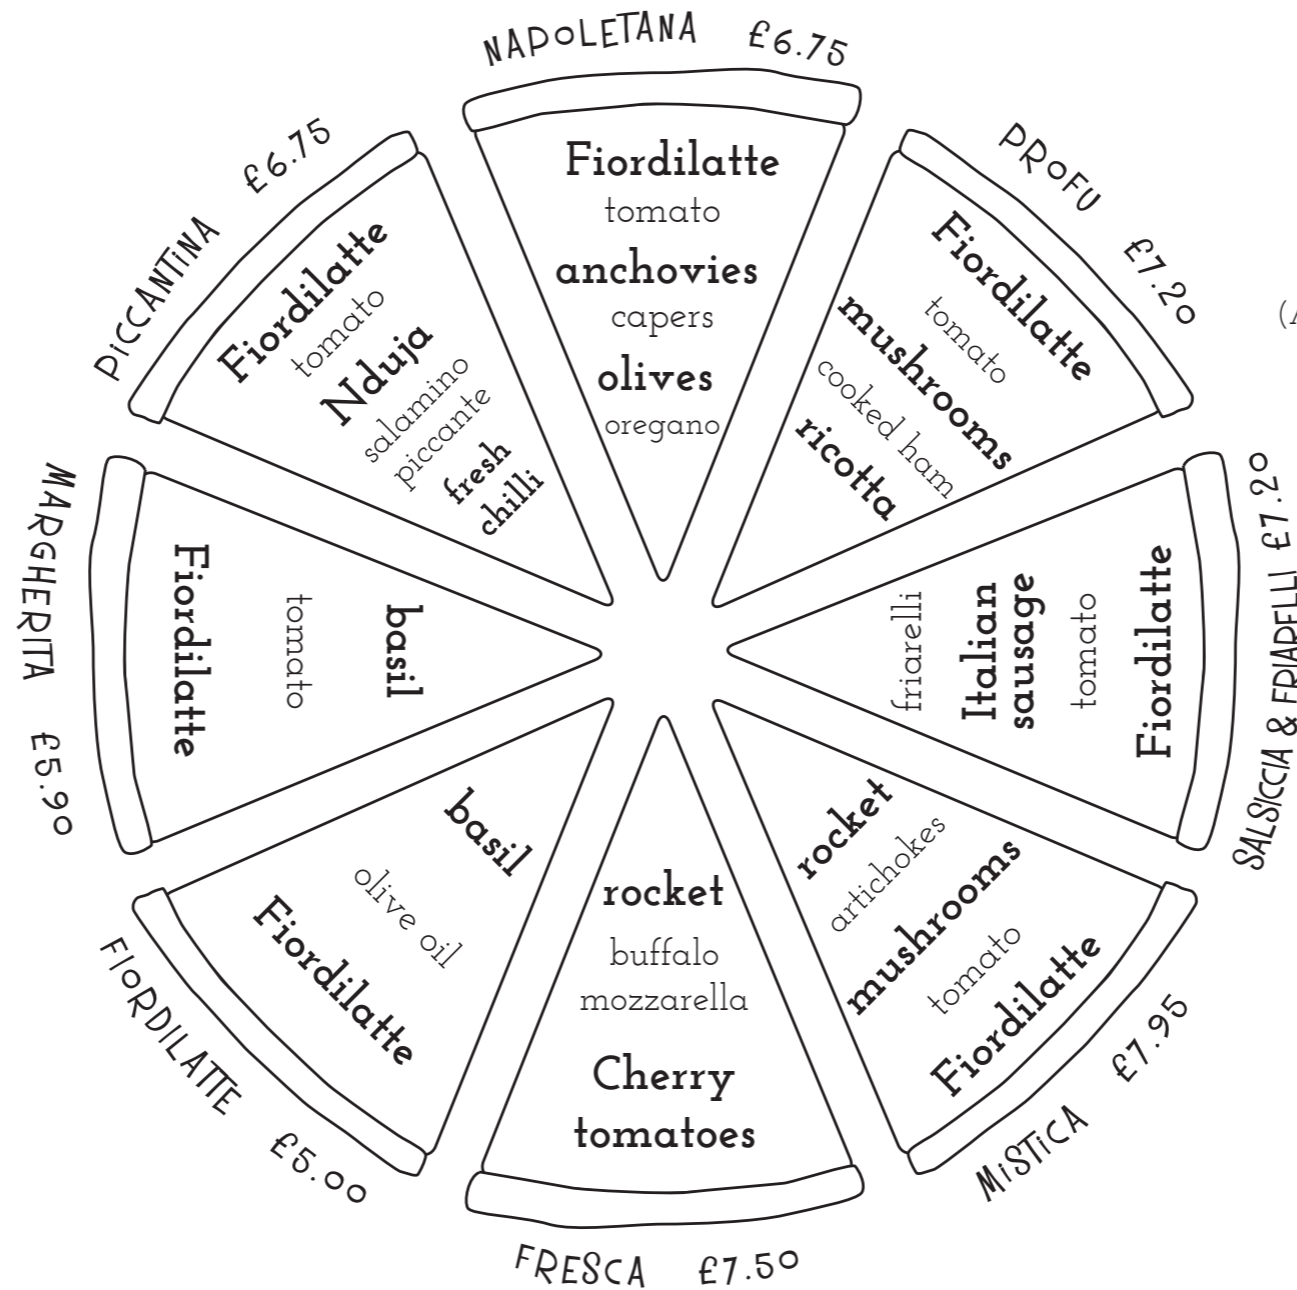 NAPOLETANA £6.75
Fiordilatte
tomato
anchovies
capers
olives
oregano
PROFU £7.20
Fiordilatte
tomato
mushrooms
cooked ham
ricotta
SALSICCIA & FRIARELLI £7.20
Fiordilatte
tomato
Italian
sausage
friarelli
MiSTiCA £7.95
rocket
artichokes
mushrooms
tomato
Fiordilatte
FRESCA £7.50
rocket
buffalo
mozzarella
Cherry
tomatoes
FIORDILATTE £5.00
basil
olive oil
Fiordilatte
MARGHERITA £5.90
Fiordilatte
tomato
basil
PiCCANTiNA £6.75
Fiordilatte
tomato
Nduja
salamino
piccante
fresh
chilli